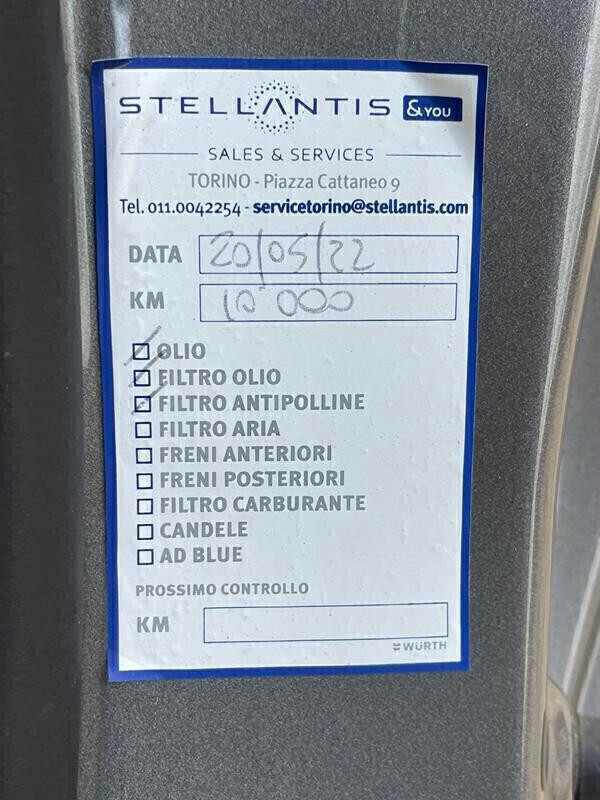 STELLANTIS &YOU
SALES & SERVICES
TORINO - Piazza Cattaneo 9
Tel. 011.0042254 - servicetorino@stellantis.com
DATA 20/05/22
KM 10'000
OLIO
FILTRO OLIO
FILTRO ANTIPOLLINE
FILTRO ARIA
FRENI ANTERIORI
FRENI POSTERIORI
FILTRO CARBURANTE
CANDELE
AD BLUE
PROSSIMO CONTROLLO
KM
WÜRTH